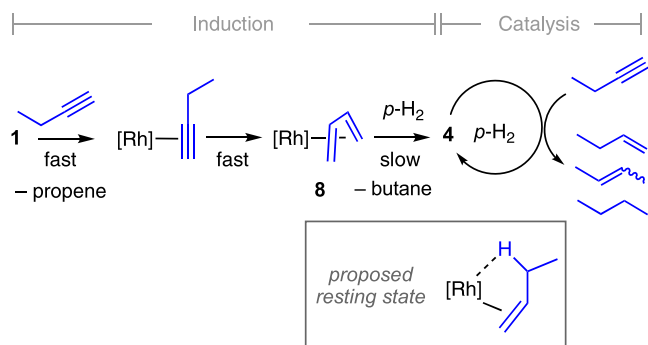 Induction Catalysis
p-H2 p-H2
1 [Rh] [Rh] 4
fast fast slow
– propene 8 – butane
H
proposed
resting state [Rh]